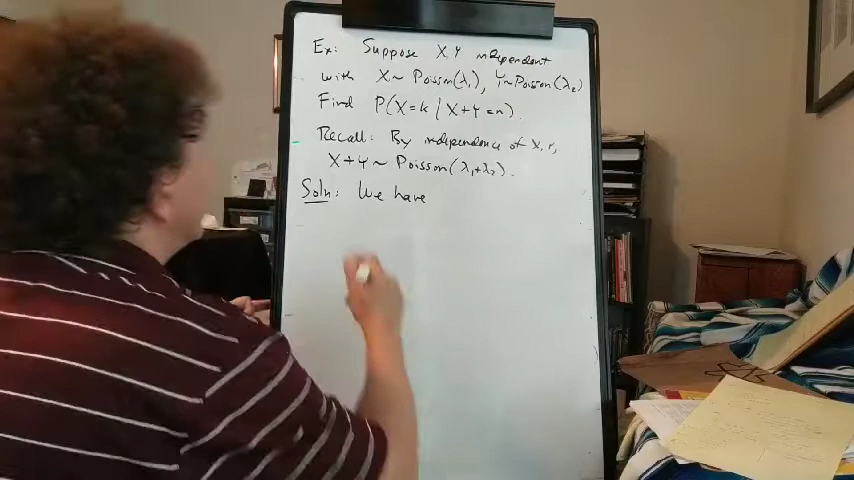 Ex: Suppose X, Y independent
with X ~ Poisson(λ₁), Y ~ Poisson(λ₂)
Find P(X=k | X+Y=n).
Recall: By independence of X, Y,
X+Y ~ Poisson(λ₁+λ₂).
Soln: We have